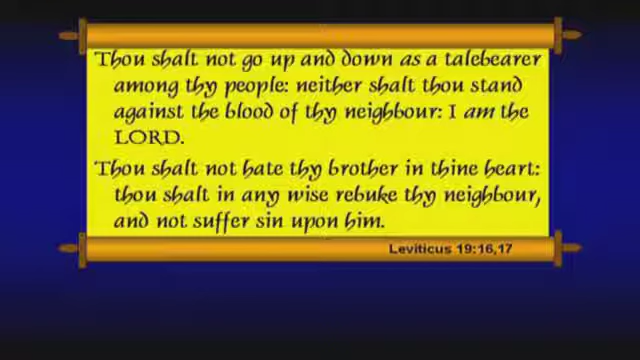 Thou shalt not go up and down as a talebearer
among thy people: neither shalt thou stand
against the blood of thy neighbour: I am the
LORD.
Thou shalt not hate thy brother in thine heart:
thou shalt in any wise rebuke thy neighbour,
and not suffer sin upon him.
Leviticus 19:16,17